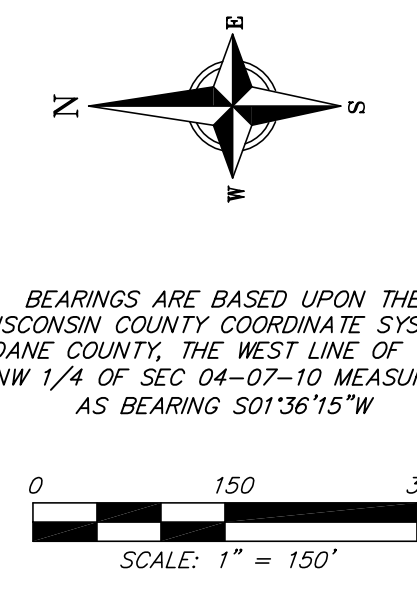 E
N
S
W
BEARINGS ARE BASED UPON THE
ISCONSIN COUNTY COORDINATE SYS
DANE COUNTY, THE WEST LINE OF
NW 1/4 OF SEC 04-07-10 MEASU
AS BEARING S01°36'15"W
0 150 3
SCALE: 1" = 150'